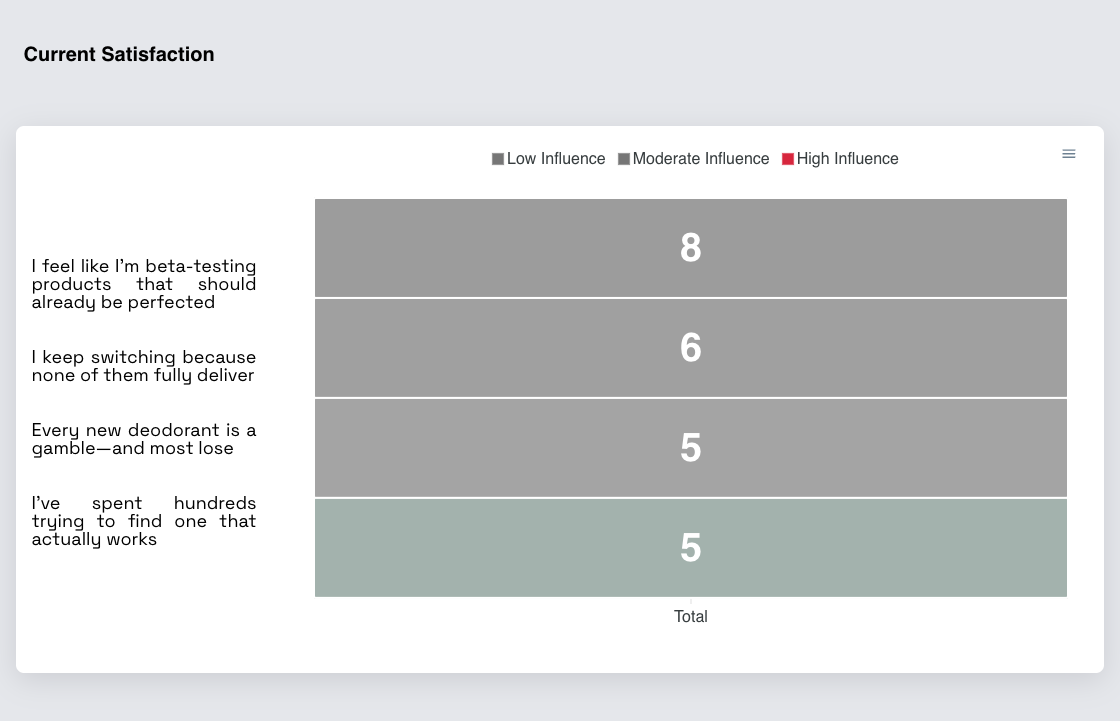 Current Satisfaction
Low Influence Moderate Influence High Influence
I feel like I’m beta-testing
products that should
already be perfected
I keep switching because
none of them fully deliver
Every new deodorant is a
gamble—and most lose
I’ve spent hundreds
trying to find one that
actually works
8
6
5
5
Total